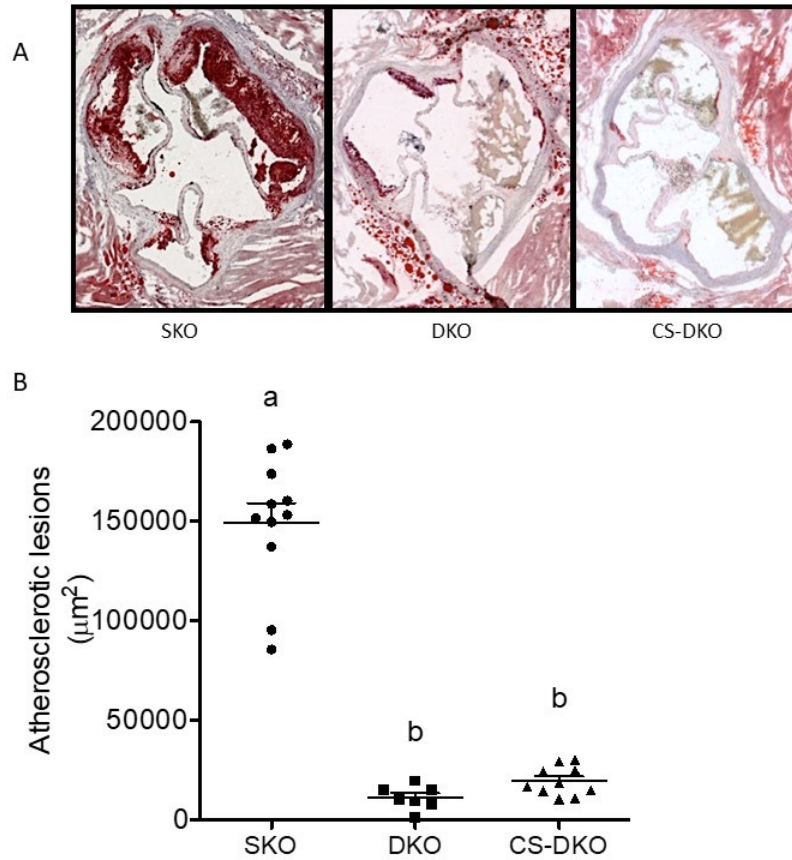 A
SKO DKO CS-DKO
B
a
b
b
200000
150000
100000
50000
0
Atherosclerotic lesions
(μm²)
SKO DKO CS-DKO